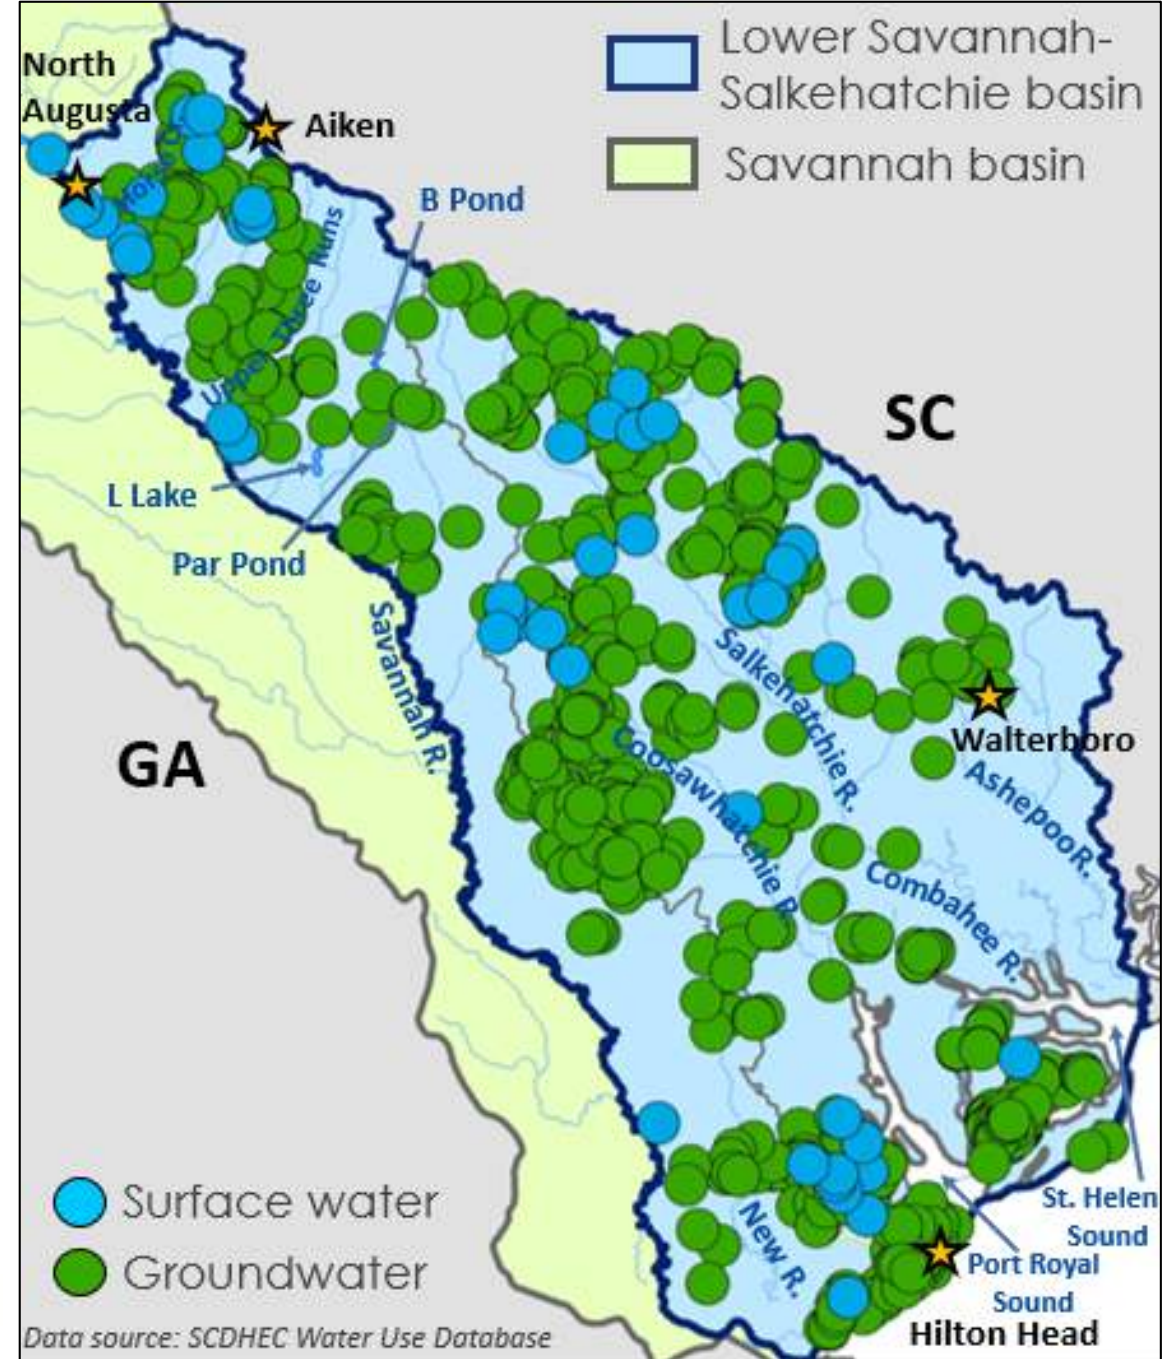 Lower Savannah-
Salkehatchie basin
Savannah basin
North
Augusta
Aiken
B Pond
Upper Three Runs
SC
L Lake
Par Pond
Savannah R.
Salkehatchie R.
Walterboro
GA
Coosawhatchie R.
Ashepoo R.
Combahee R.
Surface water
Groundwater
New R.
St. Helen
Sound
Port Royal
Sound
Hilton Head
Data source: SCDHEC Water Use Database